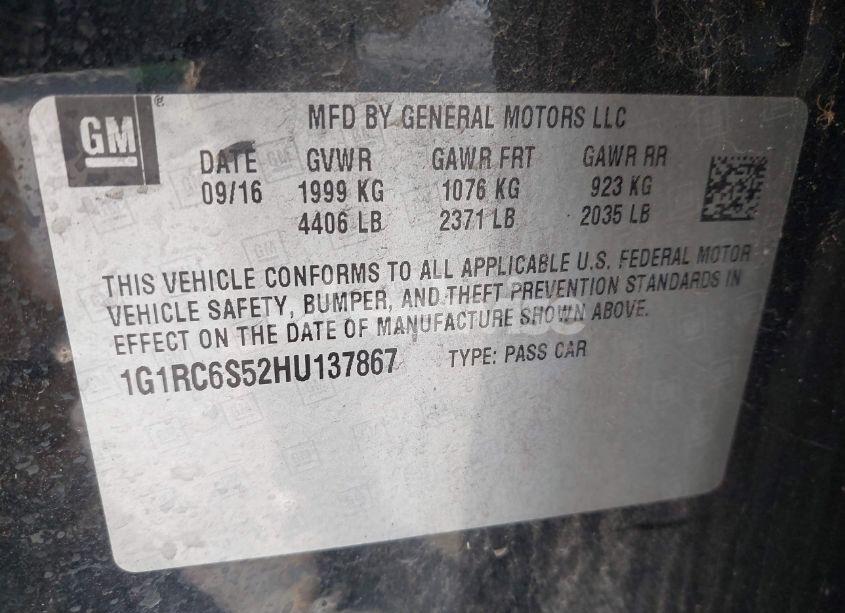 GM
MFD BY GENERAL MOTORS LLC
DATE GVWR GAWR FRT GAWR RR
09/16 1999 KG 1076 KG 923 KG
4406 LB 2371 LB 2035 LB
THIS VEHICLE CONFORMS TO ALL APPLICABLE U.S. FEDERAL MOTOR
VEHICLE SAFETY, BUMPER, AND THEFT PREVENTION STANDARDS IN
EFFECT ON THE DATE OF MANUFACTURE SHOWN ABOVE.
1G1RC6S52HU137867 TYPE: PASS CAR